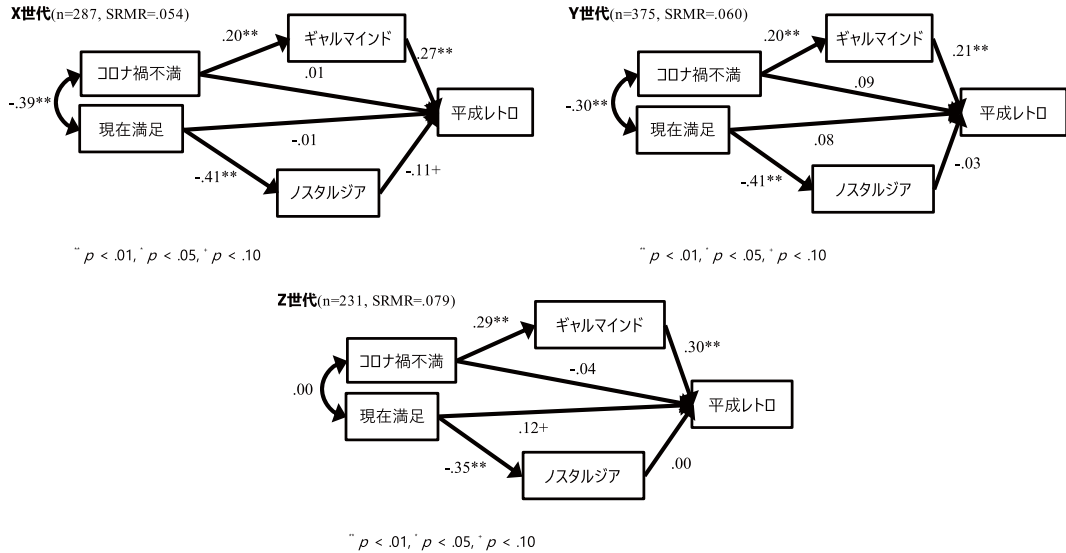 X世代(n=287, SRMR=.054)
.20**
ギャルマインド
.27**
コロナ禍不満
.01
-.39**
平成レトロ
現在満足
-.01
-.41**
ノスタルジア
-.11+
** p < .01, * p < .05, + p < .10
Y世代(n=375, SRMR=.060)
.20**
ギャルマインド
.21**
コロナ禍不満
.09
-.30**
平成レトロ
現在満足
.08
-.41**
ノスタルジア
-.03
** p < .01, * p < .05, + p < .10
Z世代(n=231, SRMR=.079)
.29**
ギャルマインド
.30**
コロナ禍不満
-.04
.00
平成レトロ
現在満足
.12+
-.35**
ノスタルジア
.00
** p < .01, * p < .05, + p < .10